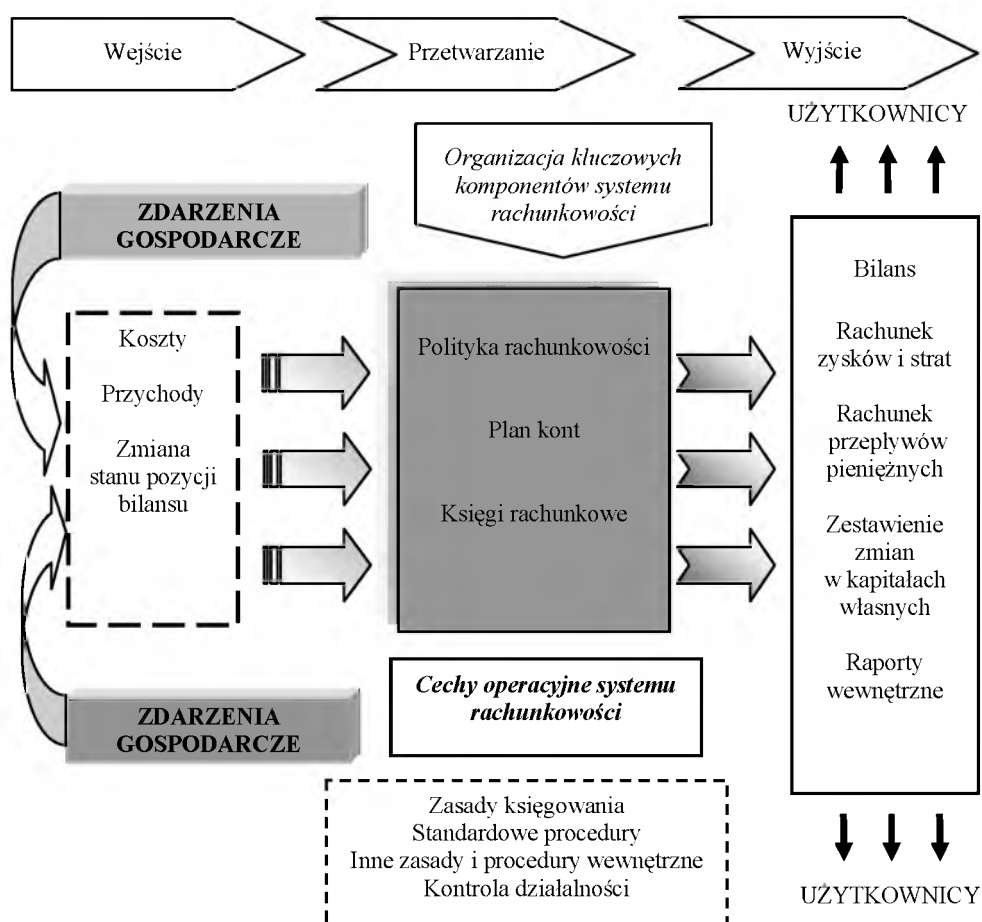 Wejście
Przetwarzanie
Wyjście
UŻYTKOWNICY
Organizacja kluczowych
komponentów systemu
rachunkowości
ZDARZENIA
GOSPODARCZE
Koszty
Przychody
Zmiana
stanu pozycji
bilansu
Polityka rachunkowości
Plan kont
Księgi rachunkowe
Bilans
Rachunek
zysków i strat
Rachunek
przepływów
pieniężnych
Zestawienie
zmian
w kapitałach
własnych
Raporty
wewnętrzne
ZDARZENIA
GOSPODARCZE
Cechy operacyjne systemu
rachunkowości
Zasady księgowania
Standardowe procedury
Inne zasady i procedury wewnętrzne
Kontrola działalności
UŻYTKOWNICY